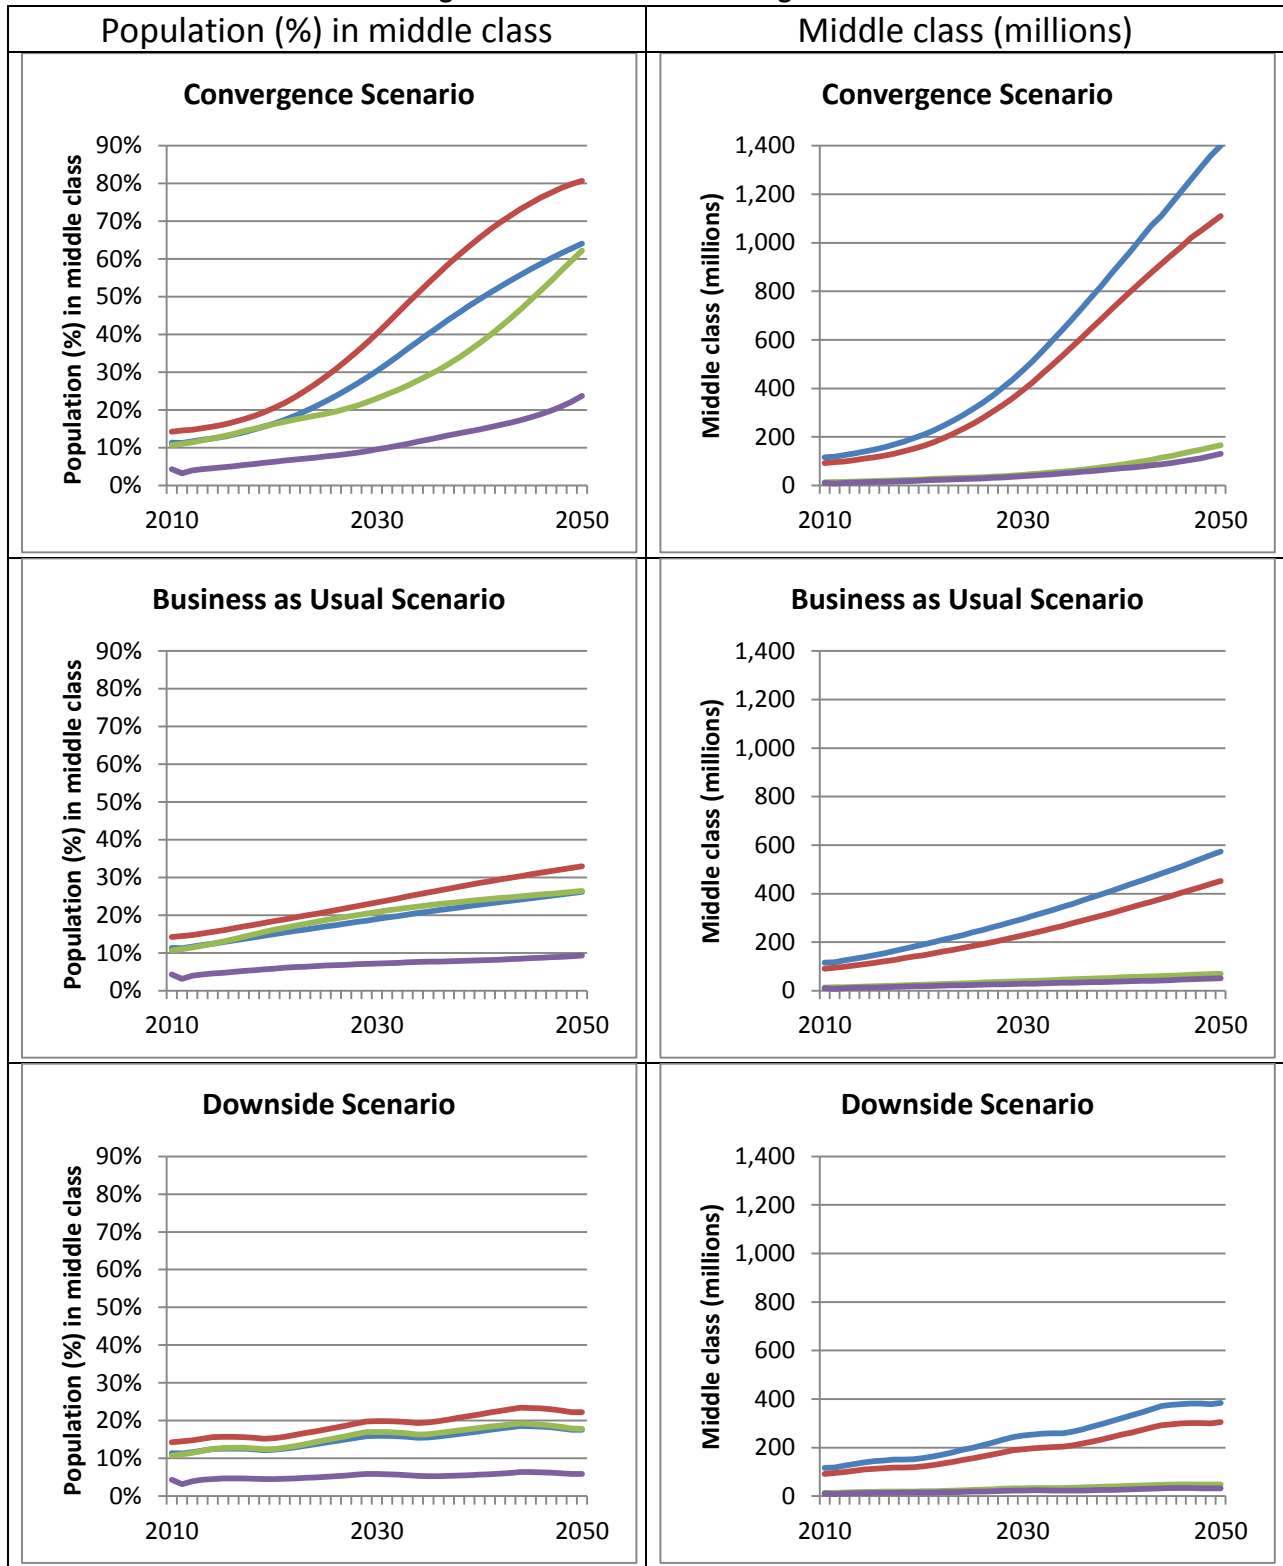 Population (%) in middle class
Middle class (millions)
Convergence Scenario
Population (%) in middle class
90%
80%
70%
60%
50%
40%
30%
20%
10%
0%
2010 2030 2050
Convergence Scenario
Middle class (millions)
1,400
1,200
1,000
800
600
400
200
0
2010 2030 2050
Business as Usual Scenario
Population (%) in middle class
90%
80%
70%
60%
50%
40%
30%
20%
10%
0%
2010 2030 2050
Business as Usual Scenario
Middle class (millions)
1,400
1,200
1,000
800
600
400
200
0
2010 2030 2050
Downside Scenario
Population (%) in middle class
90%
80%
70%
60%
50%
40%
30%
20%
10%
0%
2010 2030 2050
Downside Scenario
Middle class (millions)
1,400
1,200
1,000
800
600
400
200
0
2010 2030 2050